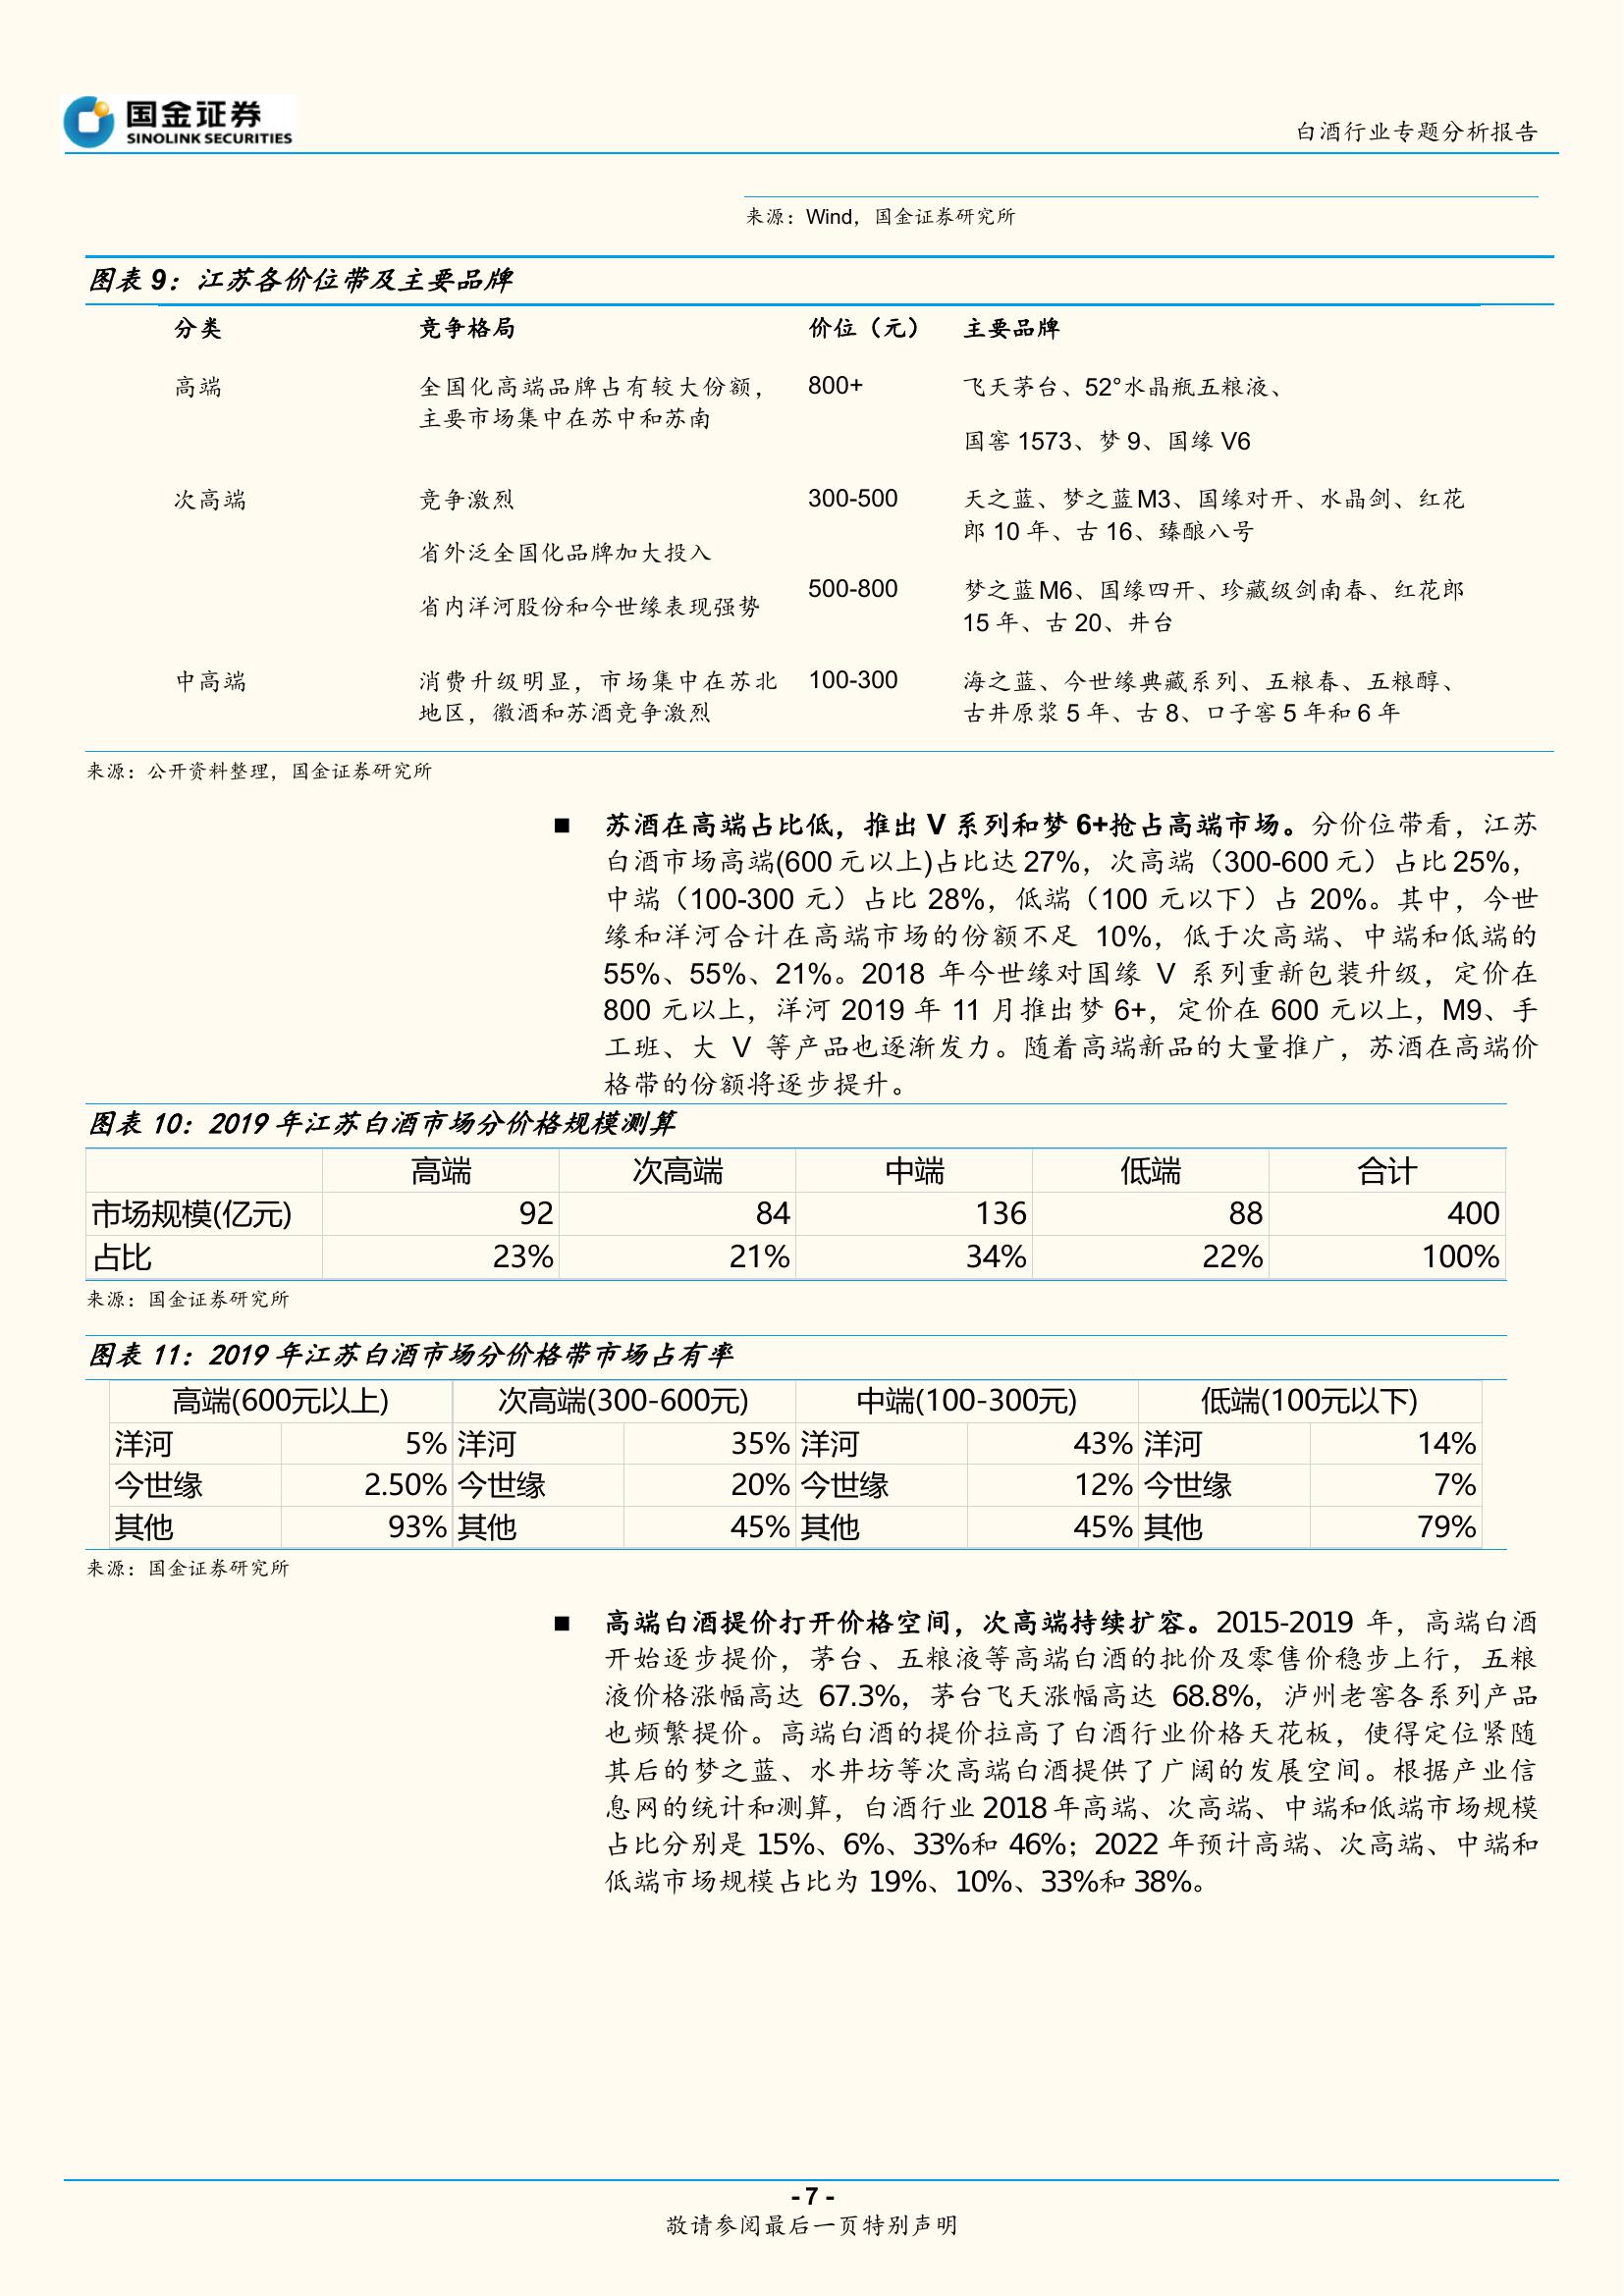 国金证券
SINOLINK SECURITIES
白酒行业专题分析报告
来源：Wind，国金证券研究所
图表 9：江苏各价位带及主要品牌
分类 竞争格局 价位（元） 主要品牌
高端 全国化高端品牌占有较大份额， 800+ 飞天茅台、52°水晶瓶五粮液、
主要市场集中在苏中和苏南
国窖 1573、梦 9、国缘 V6
次高端 竞争激烈 300-500 天之蓝、梦之蓝M3、国缘对开、水晶剑、红花
郎 10 年、古 16、臻酿八号
省外泛全国化品牌加大投入
500-800 梦之蓝M6、国缘四开、珍藏级剑南春、红花郎
省内洋河股份和今世缘表现强势
15 年、古 20、井台
中高端 消费升级明显，市场集中在苏北 100-300 海之蓝、今世缘典藏系列、五粮春、五粮醇、
地区，徽酒和苏酒竞争激烈 古井原浆 5 年、古 8、口子窖 5 年和 6 年
来源：公开资料整理，国金证券研究所
■ 苏酒在高端占比低，推出 V 系列和梦 6+抢占高端市场。分价位带看，江苏
白酒市场高端(600 元以上)占比达 27%，次高端（300-600 元）占比 25%，
中端（100-300 元）占比 28%，低端（100 元以下）占 20%。其中，今世
缘和洋河合计在高端市场的份额不足 10%，低于次高端、中端和低端的
55%、55%、21%。2018 年今世缘对国缘 V 系列重新包装升级，定价在
800 元以上，洋河 2019 年 11 月推出梦 6+，定价在 600 元以上，M9、手
工班、大 V 等产品也逐渐发力。随着高端新品的大量推广，苏酒在高端价
格带的份额将逐步提升。
图表 10：2019 年江苏白酒市场分价格规模测算
高端 次高端 中端 低端 合计
市场规模(亿元) 92 84 136 88 400
占比 23% 21% 34% 22% 100%
来源：国金证券研究所
图表 11：2019 年江苏白酒市场分价格带市场占有率
高端(600元以上) 次高端(300-600元) 中端(100-300元) 低端(100元以下)
洋河 5% 洋河 35% 洋河 43% 洋河 14%
今世缘 2.50% 今世缘 20% 今世缘 12% 今世缘 7%
其他 93% 其他 45% 其他 45% 其他 79%
来源：国金证券研究所
■ 高端白酒提价打开价格空间，次高端持续扩容。2015-2019 年，高端白酒
开始逐步提价，茅台、五粮液等高端白酒的批价及零售价稳步上行，五粮
液价格涨幅高达 67.3%，茅台飞天涨幅高达 68.8%，泸州老窖各系列产品
也频繁提价。高端白酒的提价拉高了白酒行业价格天花板，使得定位紧随
其后的梦之蓝、水井坊等次高端白酒提供了广阔的发展空间。根据产业信
息网的统计和测算，白酒行业 2018 年高端、次高端、中端和低端市场规模
占比分别是 15%、6%、33%和 46%；2022 年预计高端、次高端、中端和
低端市场规模占比为 19%、10%、33%和 38%。
- 7 -
敬请参阅最后一页特别声明